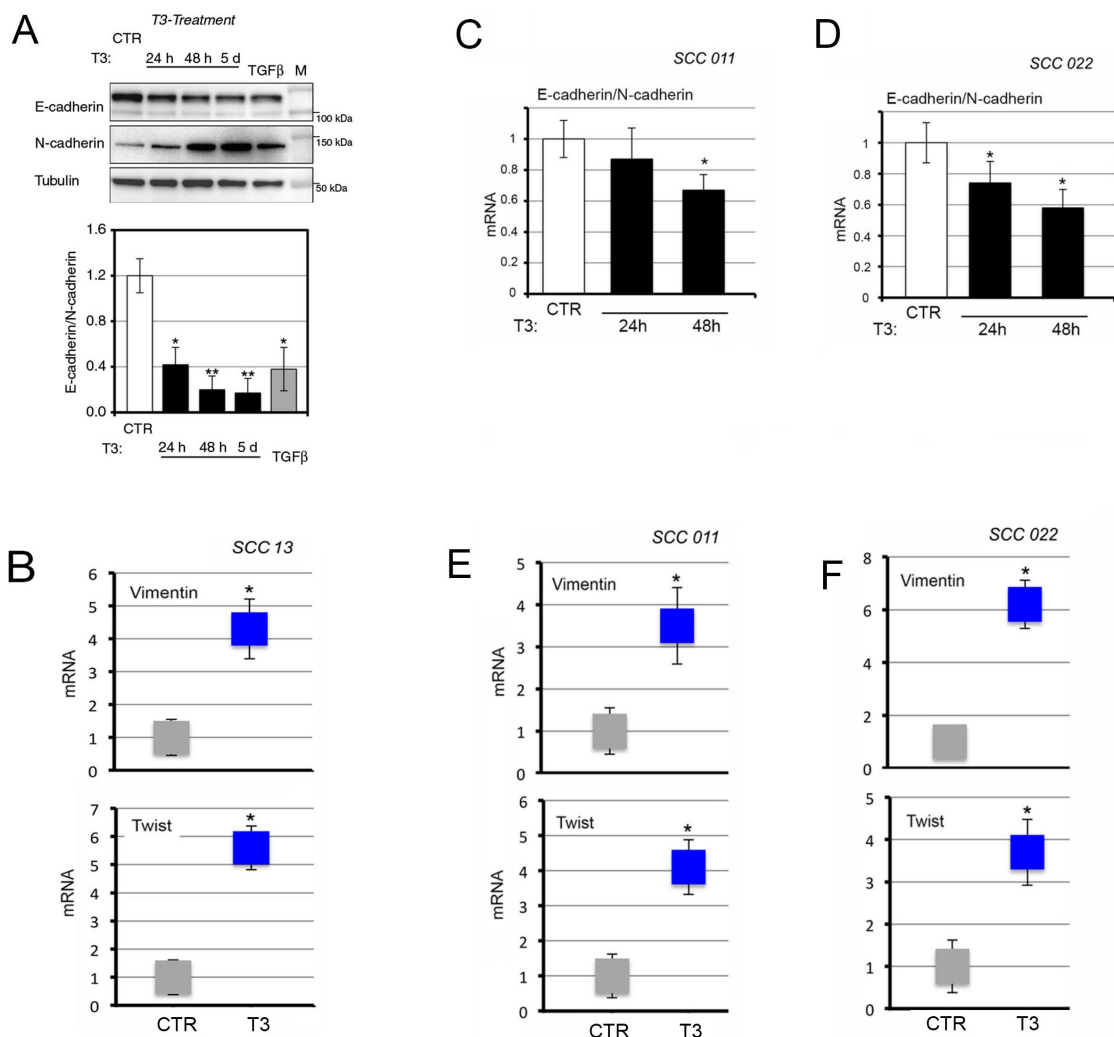 A
T3-Treatment
CTR
T3: 24 h 48 h 5 d TGFβ M
E-cadherin
100 kDa
N-cadherin
150 kDa
Tubulin
50 kDa
E-cadherin/N-cadherin
1.6
1.2
0.8
0.4
0.0
* ** ** *
CTR
T3: 24 h 48 h 5 d TGFβ
C
SCC 011
E-cadherin/N-cadherin
mRNA
1
0.8
0.6
0.4
0.2
0
*
CTR
T3: 24h 48h
D
SCC 022
E-cadherin/N-cadherin
mRNA
1
0.8
0.6
0.4
0.2
0
* *
CTR
T3: 24h 48h
B
SCC 13
Vimentin
mRNA
6
5
4
3
2
1
0
*
Twist
mRNA
7
6
5
4
3
2
1
0
*
CTR T3
E
SCC 011
Vimentin
mRNA
5
4
3
2
1
0
*
Twist
mRNA
6
5
4
3
2
1
0
*
CTR T3
F
SCC 022
Vimentin
8
6
4
2
0
*
Twist
5
4
3
2
1
0
*
CTR T3